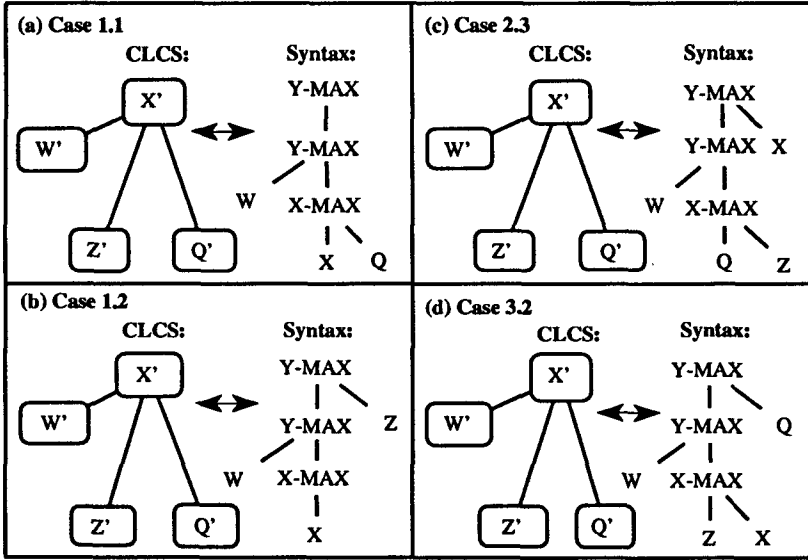 (a) Case 1.1
CLCS: Syntax:
X' Y-MAX
W' Y-MAX
W X-MAX
Z' Q' X Q
(c) Case 2.3
CLCS: Syntax:
X' Y-MAX
W' Y-MAX X
W X-MAX
Z' Q' Q Z
(b) Case 1.2
CLCS: Syntax:
X' Y-MAX
W' Y-MAX Z
W X-MAX
Z' Q' X
(d) Case 3.2
CLCS: Syntax:
X' Y-MAX
W' Y-MAX Q
W X-MAX
Z' Q' Z X